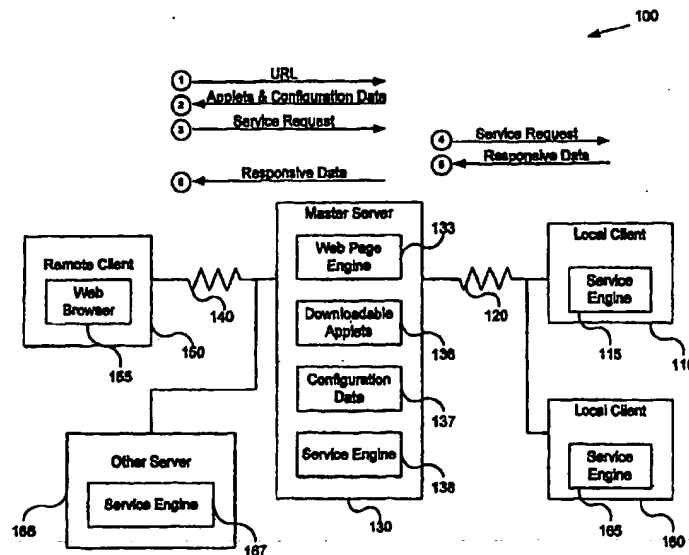 100
1 URL
2 Applets & Configuration Data
3 Service Request
4 Service Request
5 Responsive Data
6 Responsive Data
Master Server
133
Web Page Engine
Remote Client
Web Browser
155
150
140
Downloadable Applets
136
Configuration Data
137
Service Engine
138
130
120
Local Client
Service Engine
115
110
Local Client
Service Engine
165
160
Other Server
Service Engine
166
167